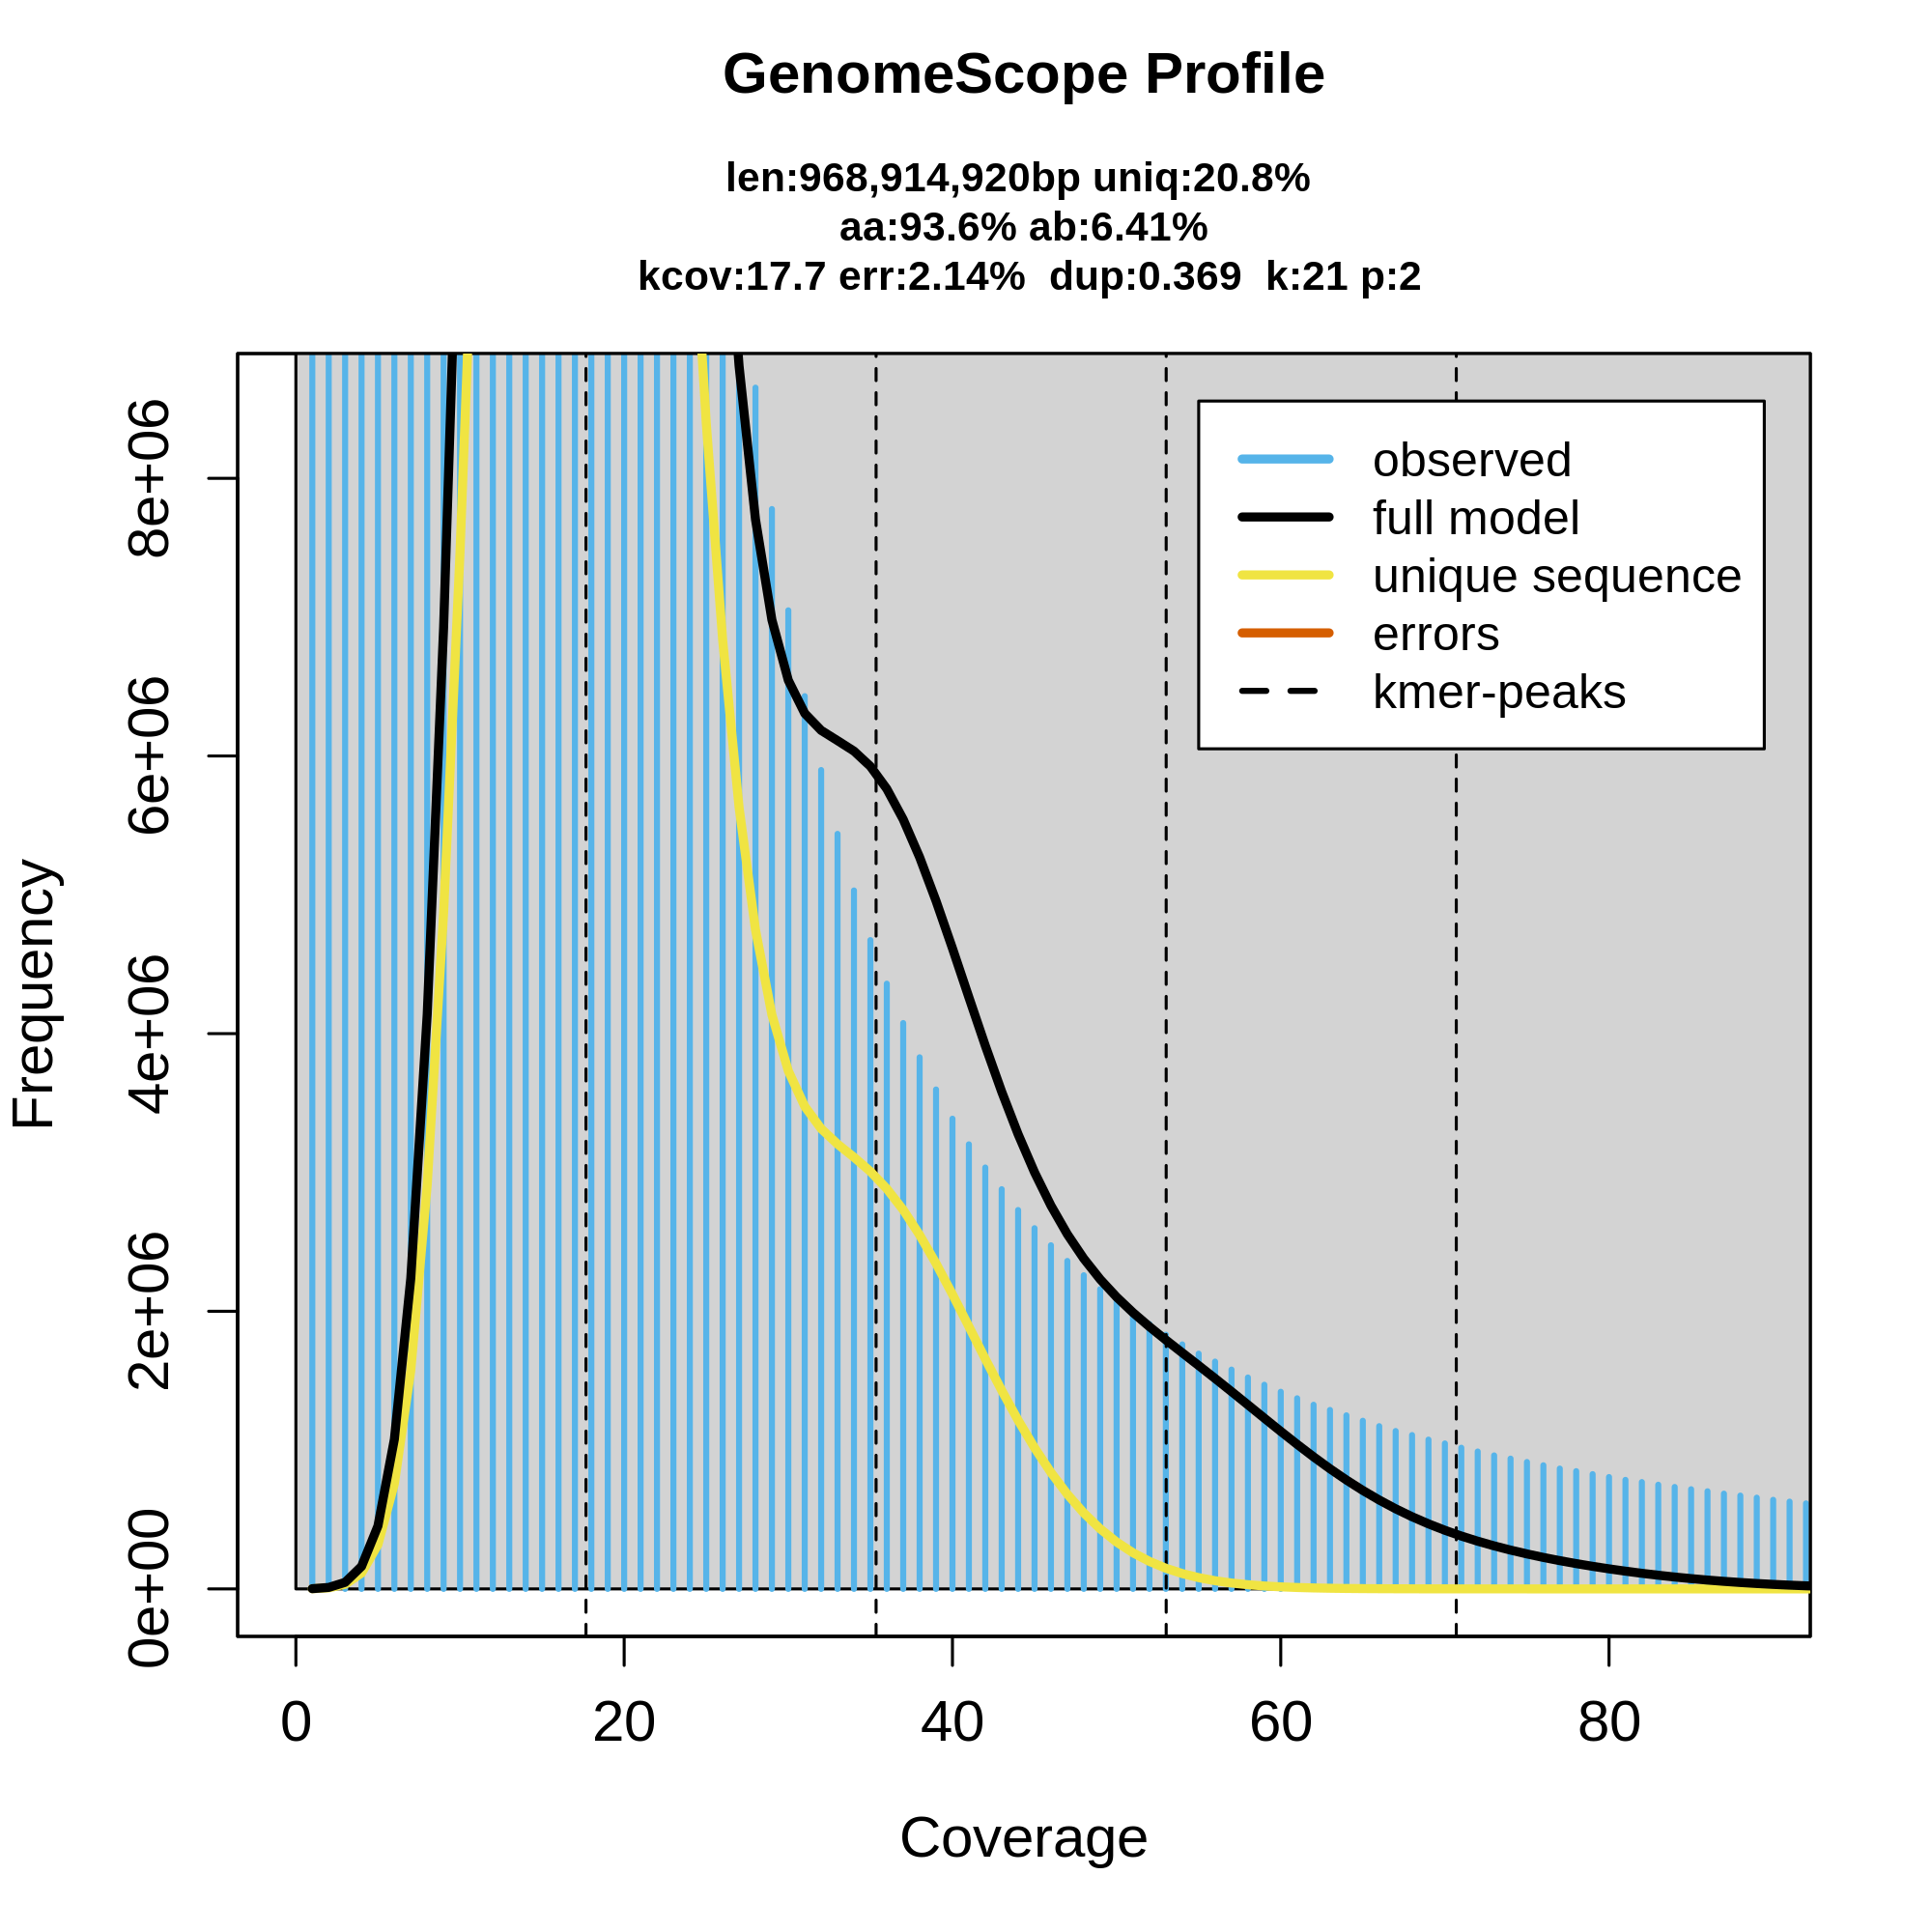 GenomeScope Profile
len:968,914,920bp uniq:20.8%
aa:93.6% ab:6.41%
kcov:17.7 err:2.14%  dup:0.369  k:21 p:2
observed
full model
unique sequence
errors
kmer-peaks
Frequency
8e+06
6e+06
4e+06
2e+06
0e+00
0 20 40 60 80
Coverage